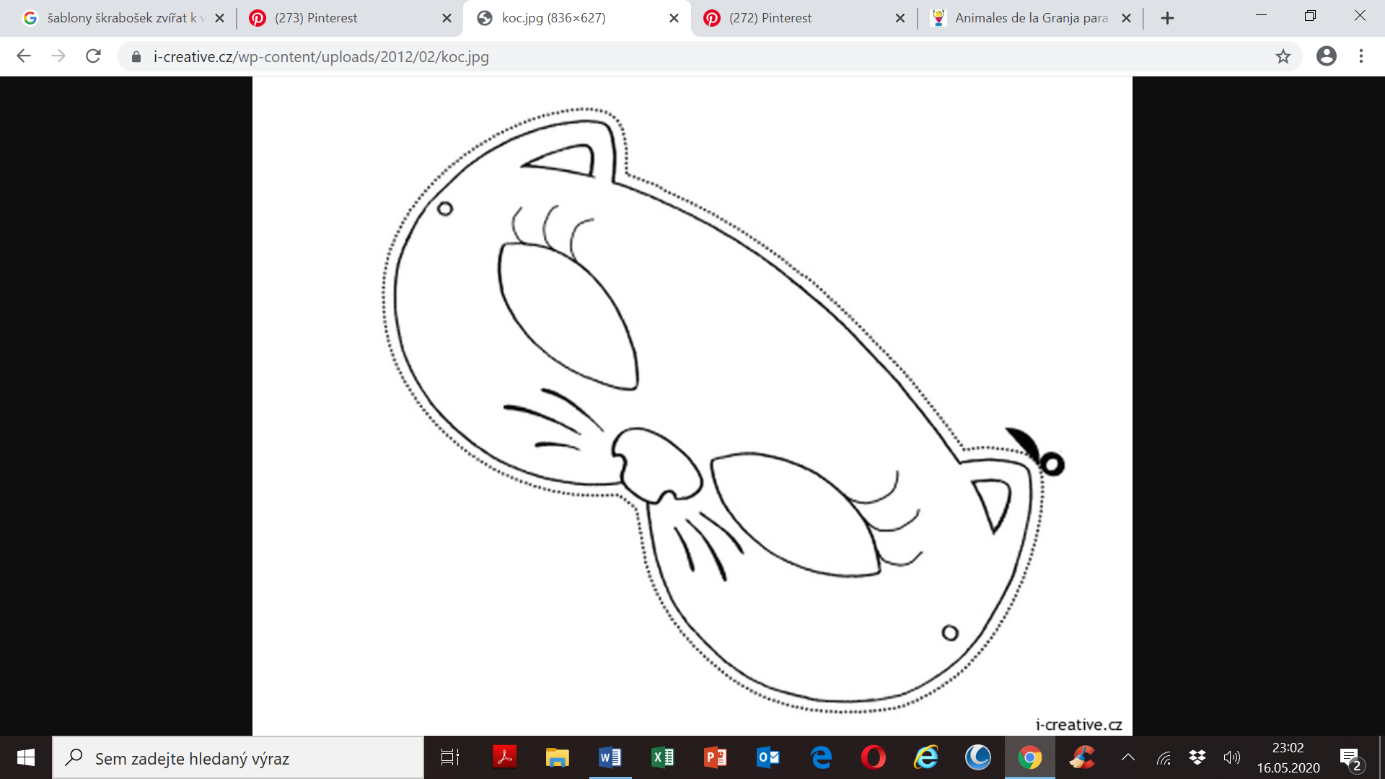 šablony škrabošek zvířat k v
(273) Pinterest
koc.jpg (836×627)
(272) Pinterest
Animales de la Granja para
i-creative.cz/wp-content/uploads/2012/02/koc.jpg
i-creative.cz
Sem zadejte hledaný výraz
23:02
16.05.2020
2